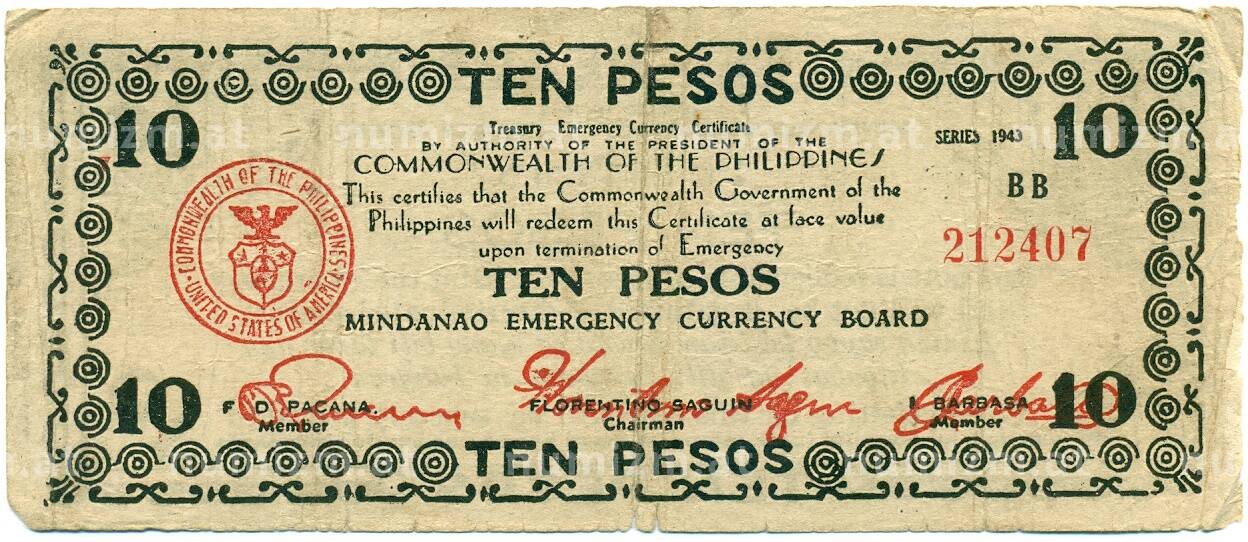 TEN PESOS
10
10
Treasury Emergency Currency Certificate
SERIES 1943
BY AUTHORITY OF THE PRESIDENT OF THE
COMMONWEALTH OF THE PHILIPPINES
BB
This certifies that the Commonwealth Government of the
Philippines will redeem this Certificate at face value
212407
upon termination of Emergency
COMMONWEALTH OF THE PHILIPPINES
UNITED STATES OF AMERICA
TEN PESOS
MINDANAO EMERGENCY CURRENCY BOARD
10
10
F D PACANA.
FLORENTINO SAGUIN
I BARBASA
Member
Chairman
Member
TEN PESOS
numizm.at